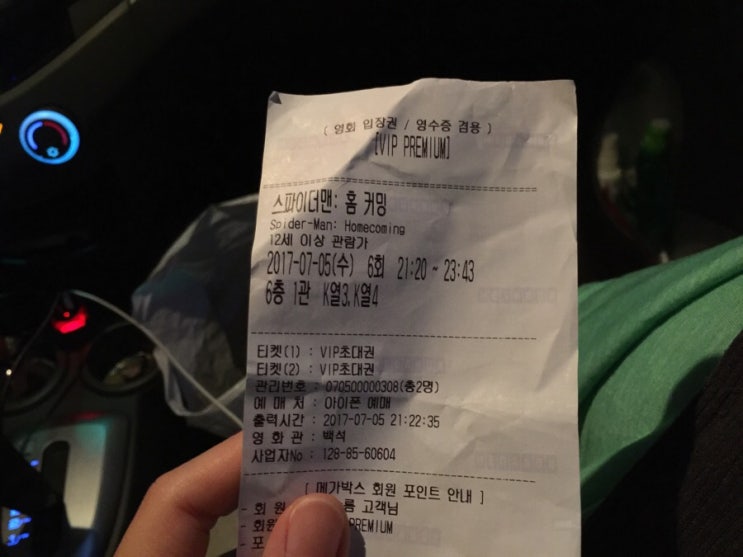 ( 영화 입장권 / 영수증 겸용 )
[VIP PREMIUM]
스파이더맨: 홈 커밍
Spider-Man: Homecoming
12세 이상 관람가
2017-07-05(수) 6회 21:20 ~ 23:43
6층 1관 K열3, K열4
티켓(1) : VIP초대권
티켓(2) : VIP초대권
관리번호 : 070500000308(총2명)
예 매 처 : 아이폰 예매
출력시간 : 2017-07-05 21:22:35
영 화 관 : 백석
사업자No : 128-85-60604
[ 메가박스 회원 포인트 안내 ]
- 회 원 고객님
- 회원 PREMIUM
- 포